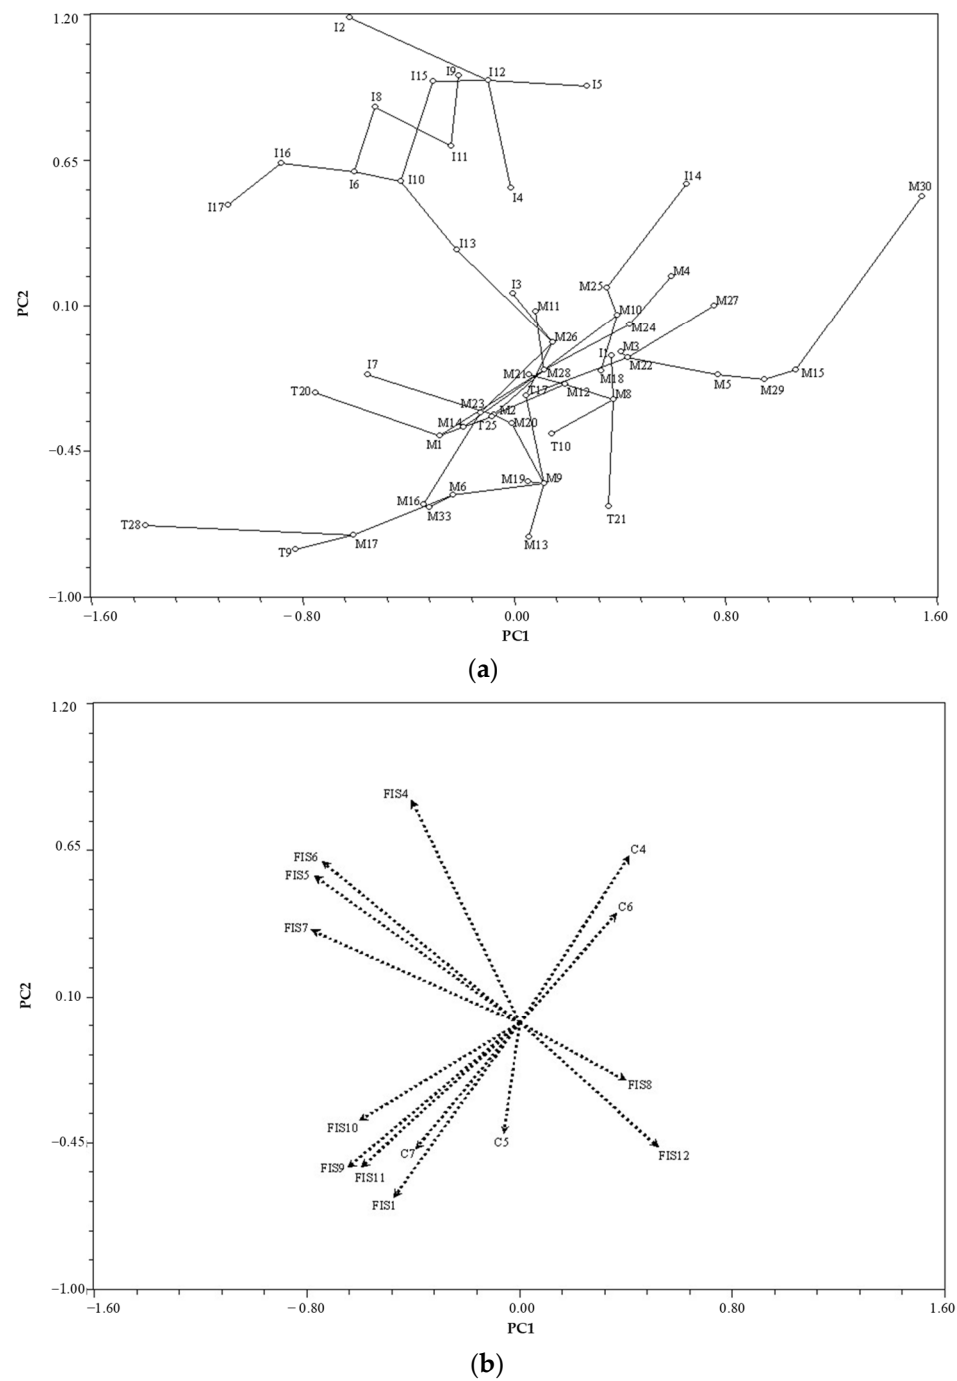 1.20
I2
I15 I9 I12
I5
I8
I11
0.65
I16
I6
I10
I4
I14
M30
I17
I13
PC2
I3
M25
M4
0.10
M11
M10
M27
M24
M26
I1
M3
M22
I7
M21
M28
M18
M5
M29
M15
T20
T17
M12
M8
M23
M2
M14
T25
M20
M1
T10
−0.45
M19
M9
M6
M16
M33
T21
T28
M17
M13
T9
−1.00
−1.60
−0.80
0.00
0.80
1.60
PC1
(a)
1.20
FIS4
0.65
C4
FIS6
FIS5
C6
FIS7
PC2
0.10
FIS8
FIS10
−0.45
C5
C7
FIS12
FIS9
FIS11
FIS1
−1.00
−1.60
−0.80
0.00
0.80
1.60
PC1
(b)